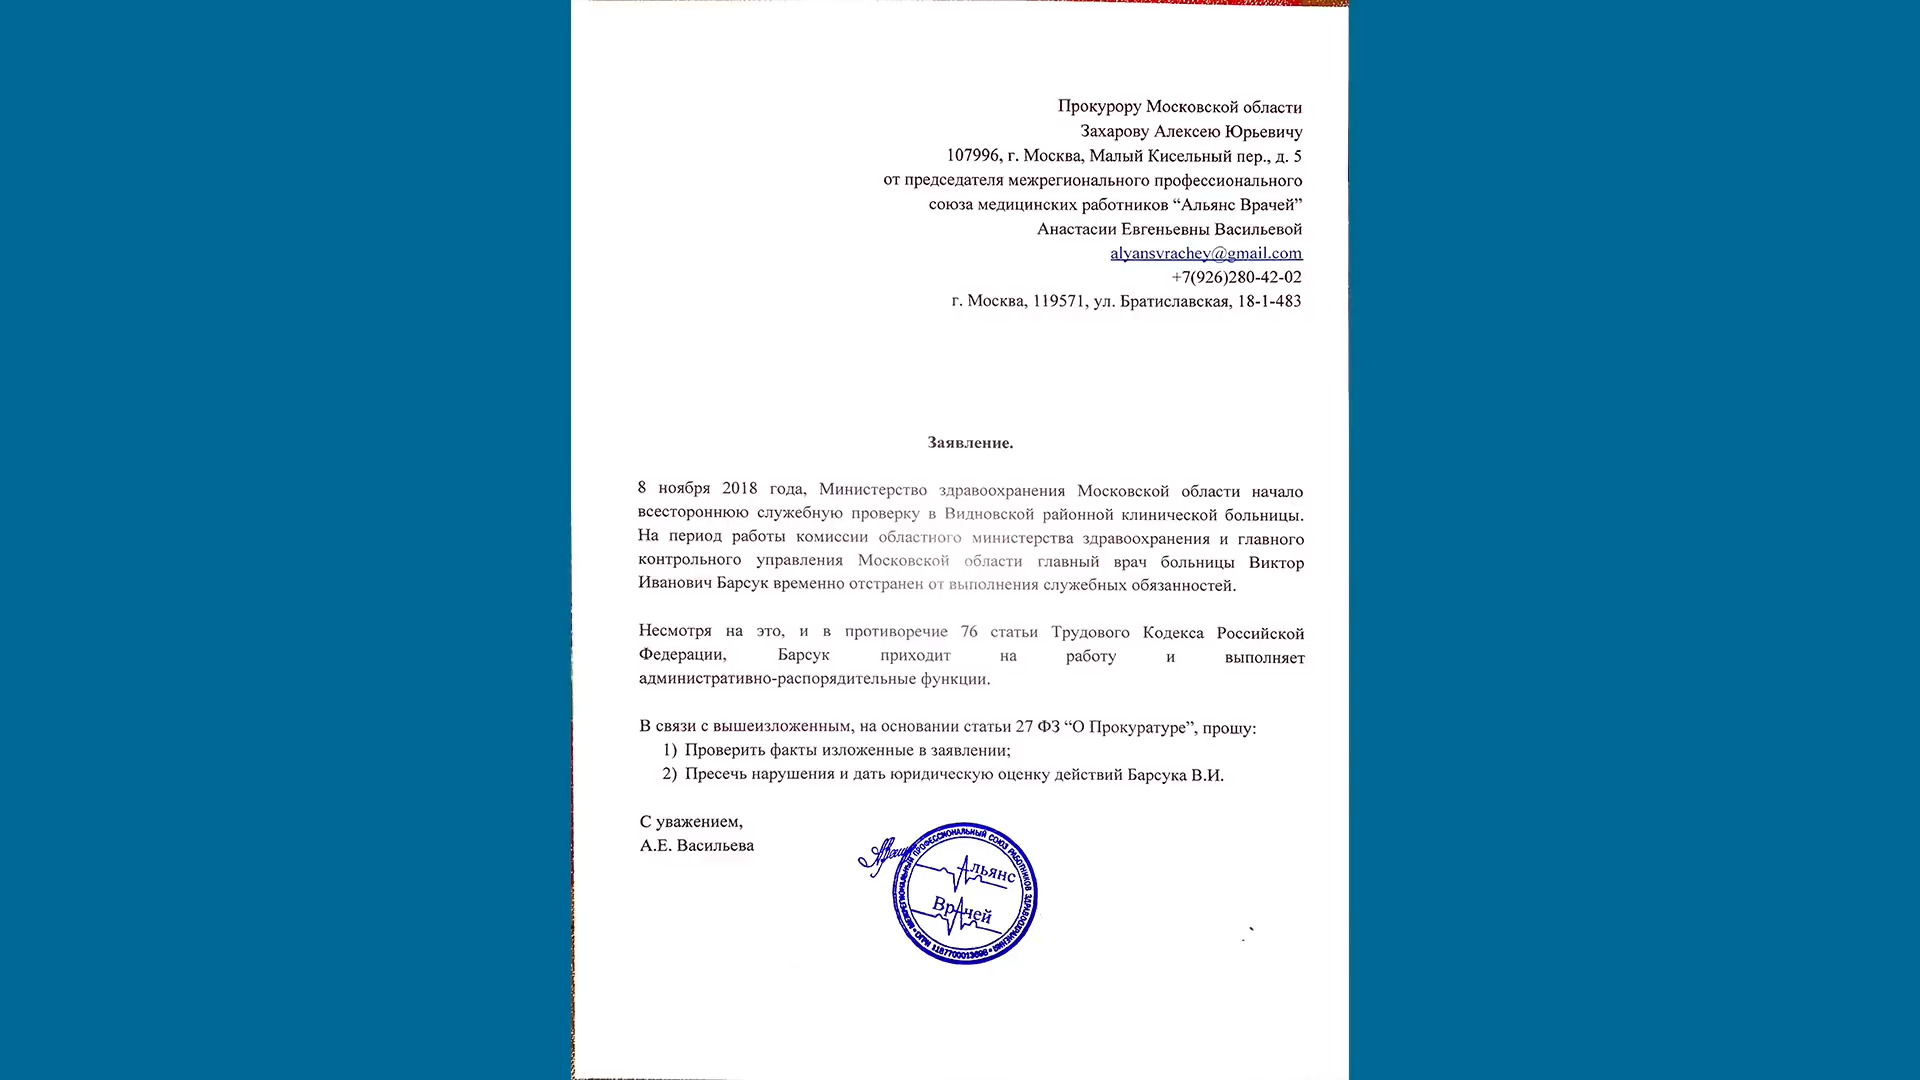 Прокурору Московской области
Захарову Алексею Юрьевичу
107996, г. Москва, Малый Кисельный пер., д. 5
от председателя межрегионального профессионального
союза медицинских работников “Альянс Врачей”
Анастасии Евгеньевны Васильевой
alyansvrachey@gmail.com
+7(926)280-42-02
г. Москва, 119571, ул. Братиславская, 18-1-483
Заявление.
8 ноября 2018 года, Министерство здравоохранения Московской области начало
всестороннюю служебную проверку в Видновской районной клинической больницы.
На период работы комиссии областного министерства здравоохранения и главного
контрольного управления Московской области главный врач больницы Виктор
Иванович Барсук временно отстранен от выполнения служебных обязанностей.
Несмотря на это, и в противоречие 76 статьи Трудового Кодекса Российской
Федерации, Барсук приходит на работу и выполняет
административно-распорядительные функции.
В связи с вышеизложенным, на основании статьи 27 ФЗ “О Прокуратуре”, прошу:
1) Проверить факты изложенные в заявлении;
2) Пресечь нарушения и дать юридическую оценку действий Барсука В.И.
С уважением,
А.Е. Васильева
МЕЖРЕГИОНАЛЬНЫЙ ПРОФЕССИОНАЛЬНЫЙ СОЮЗ РАБОТНИКОВ ЗДРАВООХРАНЕНИЯ
Альянс
Врачей